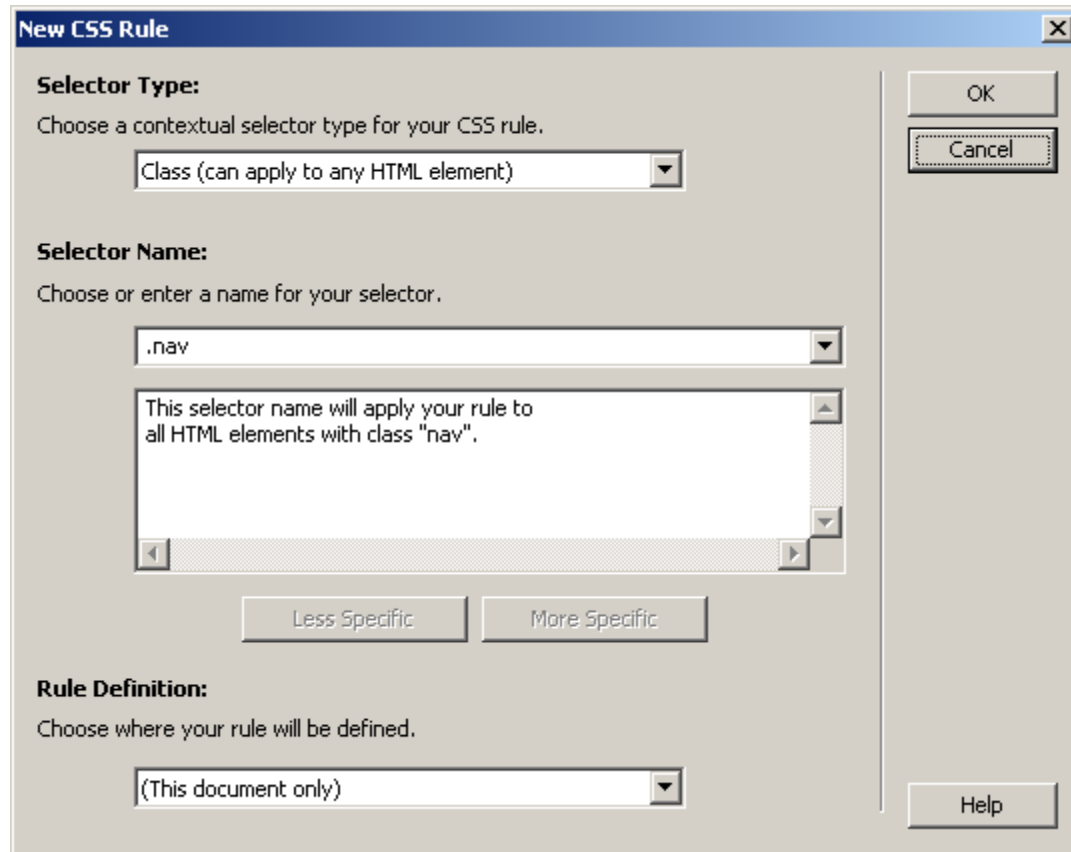 New CSS Rule
Selector Type:
Choose a contextual selector type for your CSS rule.
Class (can apply to any HTML element)
Selector Name:
Choose or enter a name for your selector.
.nav
This selector name will apply your rule to
all HTML elements with class "nav".
Less Specific
More Specific
Rule Definition:
Choose where your rule will be defined.
(This document only)
OK
Cancel
Help